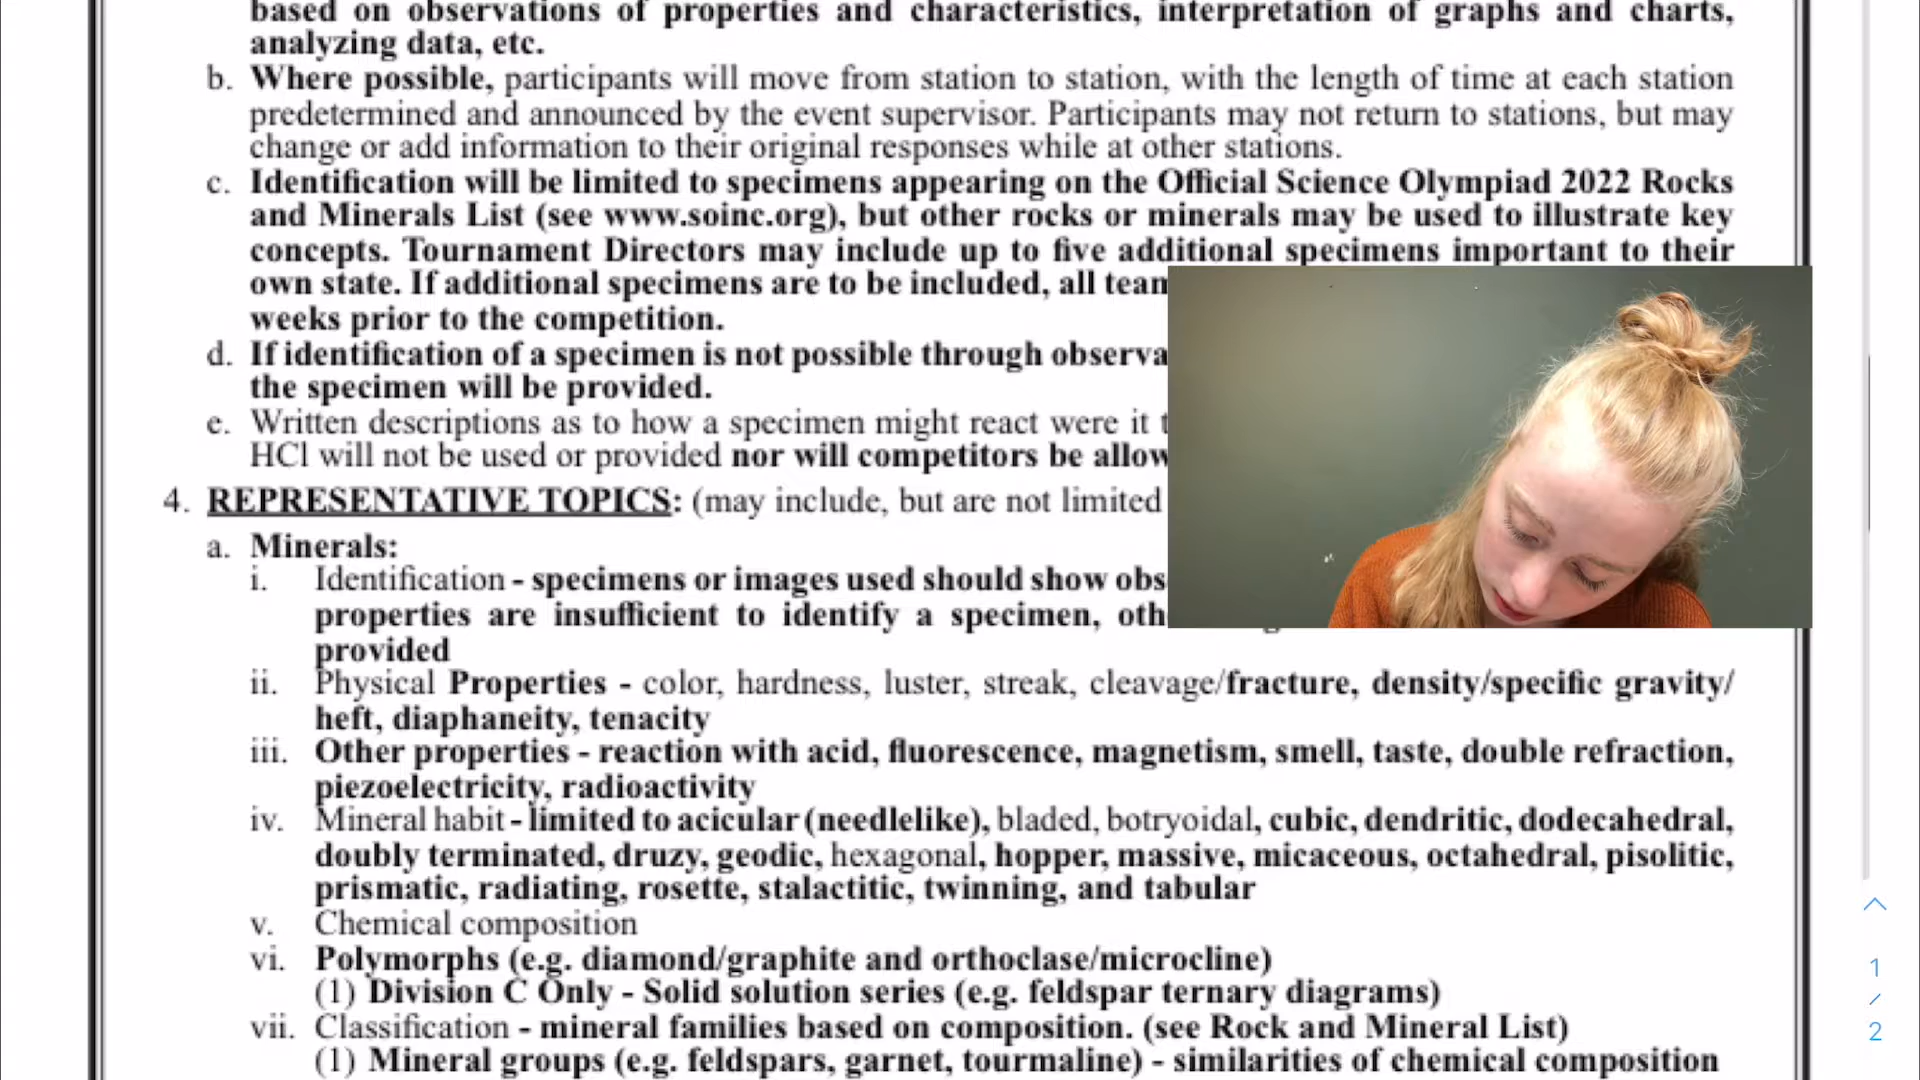 based on observations of properties and characteristics, interpretation of graphs and charts,
analyzing data, etc.
b. Where possible, participants will move from station to station, with the length of time at each station
predetermined and announced by the event supervisor. Participants may not return to stations, but may
change or add information to their original responses while at other stations.
c. Identification will be limited to specimens appearing on the Official Science Olympiad 2022 Rocks
and Minerals List (see www.soinc.org), but other rocks or minerals may be used to illustrate key
concepts. Tournament Directors may include up to five additional specimens important to their
own state. If additional specimens are to be included, all
weeks prior to the competition.
d. If identification of a specimen is not possible through
the specimen will be provided.
e. Written descriptions as to how a specimen might react were it
HCl will not be used or provided nor will competitors be
4. REPRESENTATIVE TOPICS: (may include, but are not limited
a. Minerals:
i. Identification - specimens or images used should show
properties are insufficient to identify a specimen,
provided
ii. Physical Properties - color, hardness, luster, streak, cleavage/fracture, density/specific gravity/
heft, diaphaneity, tenacity
iii. Other properties - reaction with acid, fluorescence, magnetism, smell, taste, double refraction,
piezoelectricity, radioactivity
iv. Mineral habit - limited to acicular (needlelike), bladed, botryoidal, cubic, dendritic, dodecahedral,
doubly terminated, druzy, geodic, hexagonal, hopper, massive, micaceous, octahedral, pisolitic,
prismatic, radiating, rosette, stalactitic, twinning, and tabular
v. Chemical composition
vi. Polymorphs (e.g. diamond/graphite and orthoclase/microcline)
(1) Division C Only - Solid solution series (e.g. feldspar ternary diagrams)
vii. Classification - mineral families based on composition. (see Rock and Mineral List)
(1) Mineral groups (e.g. feldspars, garnet, tourmaline) - similarities of chemical composition
1
/
2